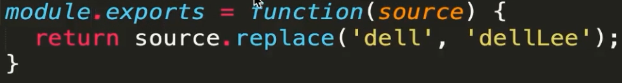 module.exports = function(source) {
  return source.replace('dell', 'dellLee');
}